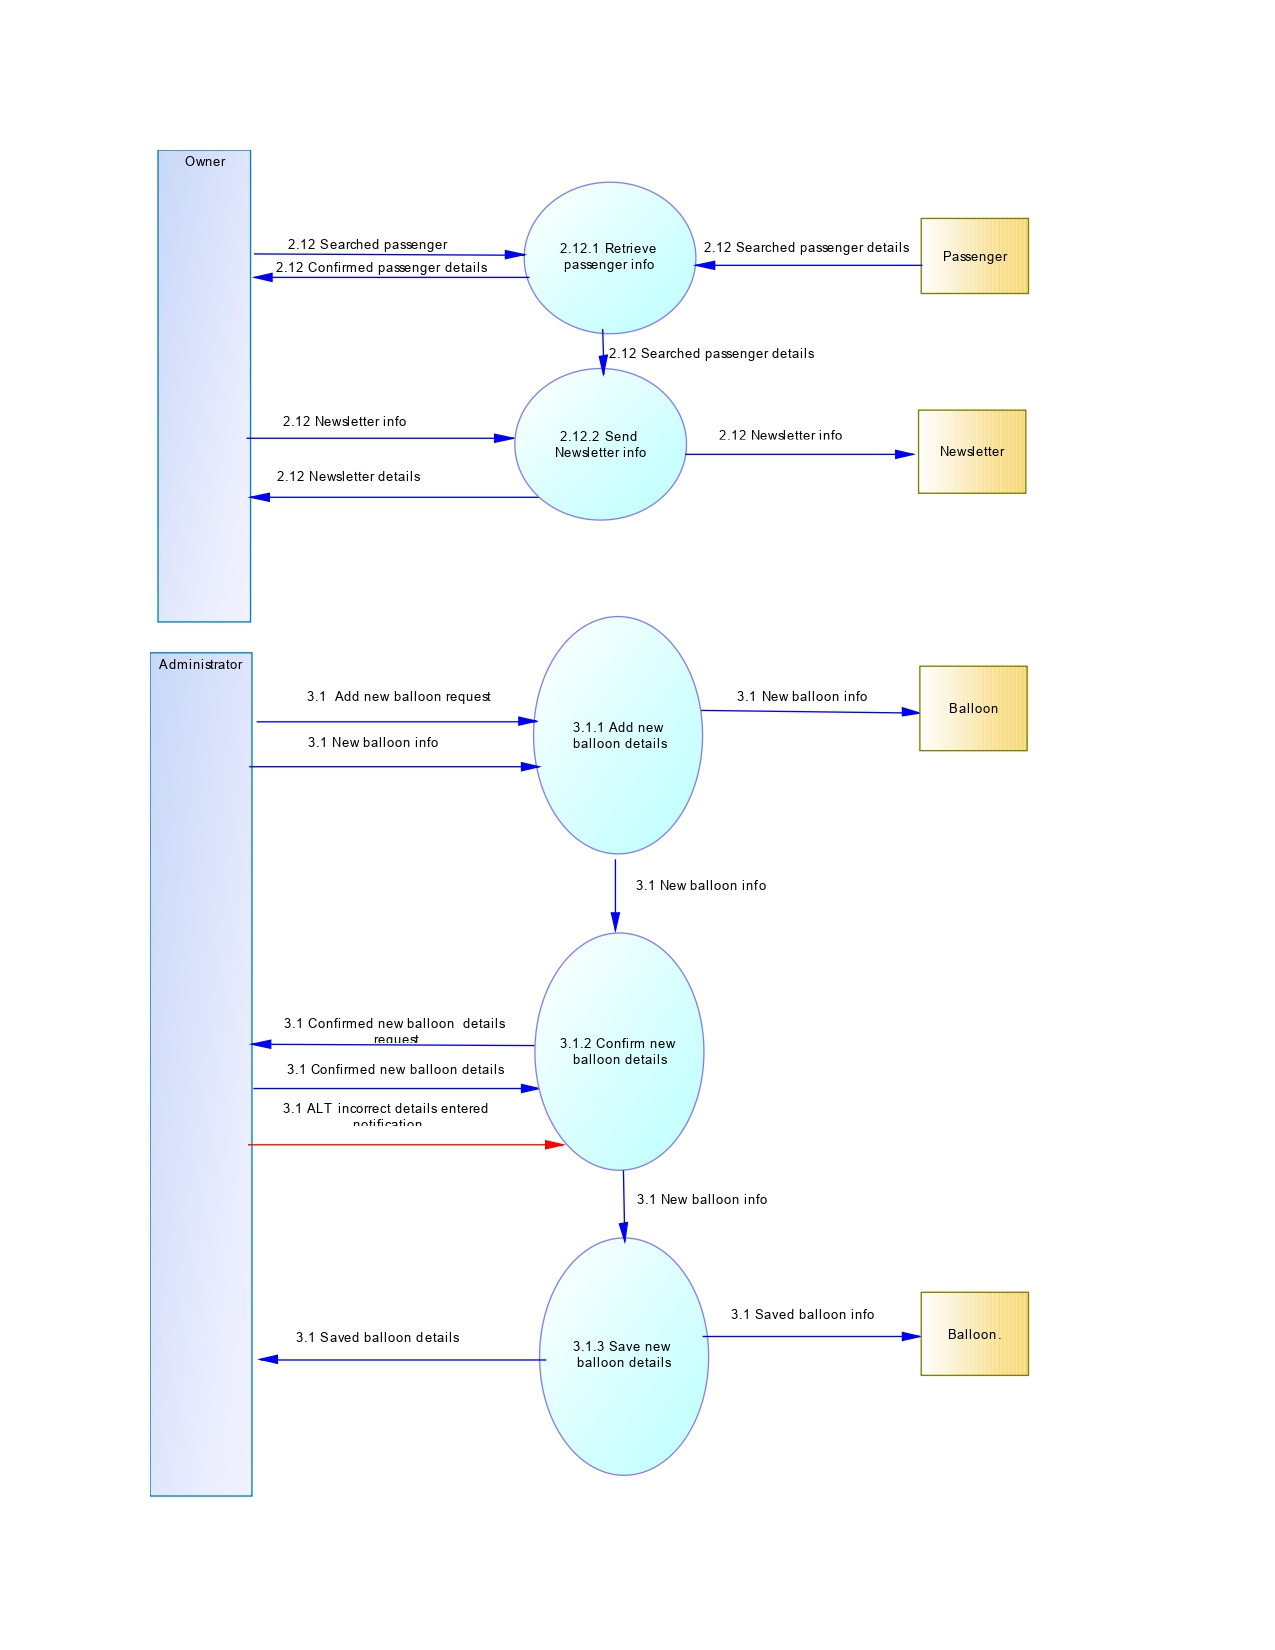 Owner
2.12 Searched passenger
2.12 Confirmed passenger details
2.12.1 Retrieve
passenger info
2.12 Searched passenger details
Passenger
2.12 Searched passenger details
2.12 Newsletter info
2.12.2 Send
Newsletter info
2.12 Newsletter info
Newsletter
2.12 Newsletter details
Administrator
3.1 Add new balloon request
3.1 New balloon info
3.1.1 Add new
balloon details
3.1 New balloon info
Balloon
3.1 New balloon info
3.1 Confirmed new balloon details
request
3.1.2 Confirm new
balloon details
3.1 Confirmed new balloon details
3.1 ALT incorrect details entered
notification
3.1 New balloon info
3.1 Saved balloon details
3.1.3 Save new
balloon details
3.1 Saved balloon info
Balloon.